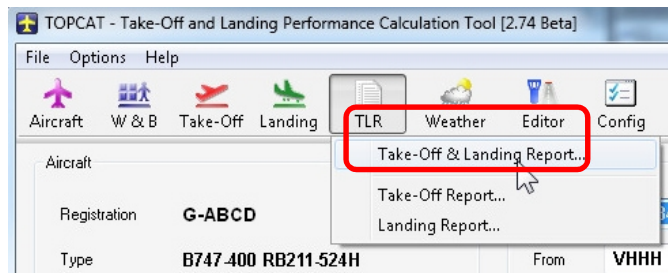 TOPCAT - Take-Off and Landing Performance Calculation Tool [2.74 Beta]
File Options Help
Aircraft W & B Take-Off Landing TLR Weather Editor Config
Aircraft
Take-Off & Landing Report...
Registration G-ABCD
Take-Off Report...
Landing Report...
Type B747-400 RB211-524H From VHHH